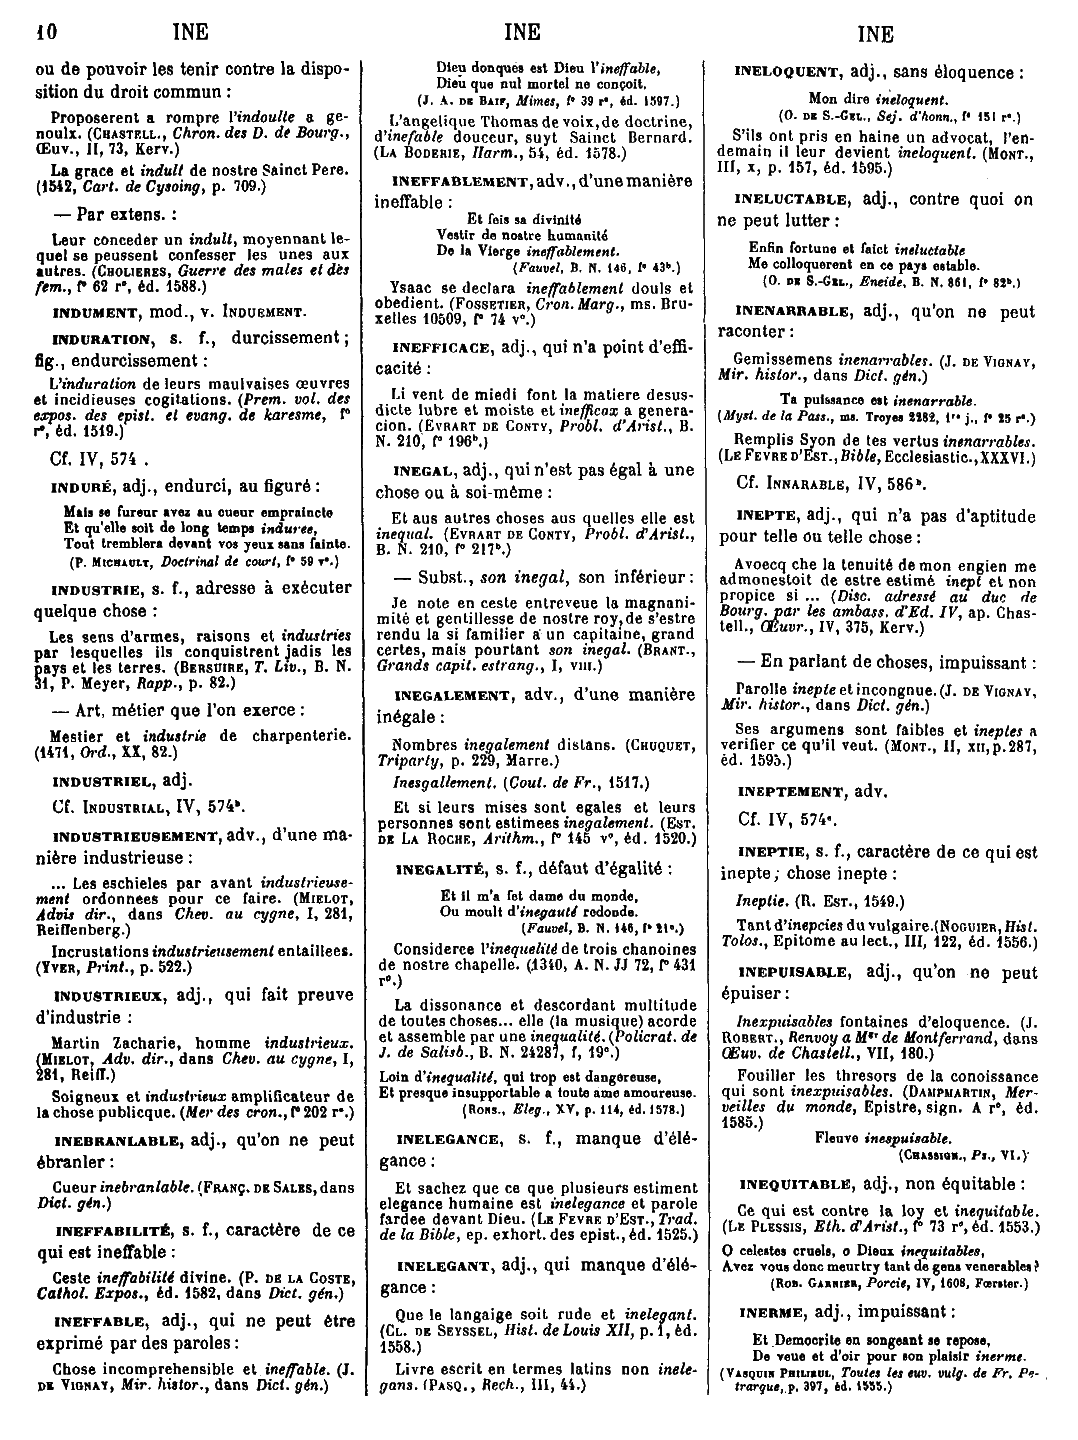 10 INE INE INE
ou de pouvoir les tenir contre la dispo-
sition du droit commun :
Proposerent a rompre l'indoulle a ge-
noulx. (CHASTELL., Chron. des D. de Bourg.,
Œuv., II, 73, Kerv.)
La grace et indult de nostre Sainct Pere.
(1542, Cart. de Cysoing, p. 709.)
— Par extens. :
Leur conceder un indult, moyennant le-
quel se peussent confesser les unes aux
autres. (CHOLIERES, Guerre des males et des
fem., f° 62 r°, éd. 1588.)
INDUMENT, mod., v. INDUEMENT.
INDURATION, s. f., durcissement ;
fig., endurcissement :
L'induration de leurs maulvaises œuvres
et incidieuses cogitations. (Prem. vol. des
expos. des epist. et evang. de karesme, f°
r°, éd. 1519.)
Cf. IV, 574 .
INDURÉ, adj., endurci, au figuré :
Mais se fureur avez au cueur emprainclе
Et qu'elle soit de long temps induree,
Tout tremblera devant vos yeux sans fainte.
(P. MICHAULT, Doctrinal de court, f° 59 r°.)
INDUSTRIE, s. f., adresse à exécuter
quelque chose :
Les sens d'armes, raisons et industries
par lesquelles ils conquistrent jadis les
pays et les terres. (BERSUIRE, T. Liv., B. N.
31, P. Meyer, Rapp., p. 82.)
— Art, métier que l'on exerce :
Mestier et industrie de charpenterie.
(1471, Ord., XX, 82.)
INDUSTRIEL, adj.
Cf. INDUSTRIAL, IV, 574ᵇ.
INDUSTRIEUSEMENT, adv., d'une ma-
nière industrieuse :
... Les eschieles par avant industrieuse-
ment ordonnees pour ce faire. (MIELOT,
Advis dir., dans Chev. au cygne, I, 281,
Reiffenberg.)
Incrustations industrieusement entaillees.
(YVER, Print., p. 522.)
INDUSTRIEUX, adj., qui fait preuve
d'industrie :
Martin Zacharie, homme industrieux.
(MIELOT, Adv. dir., dans Chev. au cygne, I,
281, Reiff.)
Soigneux et industrieux amplificateur de
la chose publicque. (Mer des cron., f° 202 r°.)
INEBRANLABLE, adj., qu'on ne peut
ébranler :
Cueur inebranlable. (FRANÇ. DE SALES, dans
Dict. gén.)
INEFFABILITÉ, s. f., caractère de ce
qui est ineffable :
Ceste ineffabilité divine. (P. DE LA COSTE,
Cathol. Expos., éd. 1582, dans Dict. gén.)
INEFFABLE, adj., qui ne peut être
exprimé par des paroles :
Chose incomprehensible et ineffable. (J.
DE VIGNAY, Mir. histor., dans Dict. gén.)
Dieu donques est Dieu l'ineffable,
Dieu que nul mortel ne conçoit.
(J. A. DE BAIF, Mimes, f° 39 r°, éd. 1597.)
L'angelique Thomas de voix, de doctrine,
d'inefable douceur, suyt Sainct Bernard.
(LA BODERIE, Harm., 54, éd. 1578.)
INEFFABLEMENT, adv., d'une manière
ineffable :
Et fois sa divinité
Vestir de nostre humanité
De la Vierge ineffablement.
(Fauvel, B. N. 146, f° 43ᵇ.)
Ysaac se declara ineffablement douls et
obedient. (FOSSETIER, Cron. Marg., ms. Bru-
xelles 10509, f° 74 v°.)
INEFFICACE, adj., qui n'a point d'effi-
cacité :
Li vent de miedi font la matiere desus-
dicte lubre et moiste et inefficax a genera-
cion. (EVRART DE CONTY, Probl. d'Arist., B.
N. 210, f° 196ᵇ.)
INEGAL, adj., qui n'est pas égal à une
chose ou à soi-même :
Et aus autres choses aus quelles elle est
inequal. (EVRART DE CONTY, Probl. d'Arist.,
B. N. 210, f° 217ᵇ.)
— Subst., son inegal, son inférieur :
Je note en ceste entreveue la magnani-
mité et gentillesse de nostre roy, de s'estre
rendu la si familier a un capitaine, grand
certes, mais pourtant son inegal. (BRANT.,
Grands capit. estrang., I, VIII.)
INEGALEMENT, adv., d'une manière
inégale :
Nombres inegalement distans. (CHUQUET,
Triparty, p. 229, Marre.)
Inesgallement. (Cout. de Fr., 1517.)
Et si leurs mises sont egales et leurs
personnes sont estimees inegalement. (EST.
DE LA ROCHE, Arithm., f° 145 v°, éd. 1520.)
INEGALITÉ, s. f., défaut d'égalité :
Et il m'a fet dame du monde,
Ou moult d'inegauté redonde.
(Fauvel, B. N. 146, f° 21ᵃ.)
Considerce l'inequelité de trois chanoines
de nostre chapelle. (1340, A. N. JJ 72, f° 431
r°.)
La dissonance et descordant multitude
de toutes choses... elle (la musique) acorde
et assemble par une inequalité. (Policrat. de
J. de Salisb., B. N. 24287, f, 19ᵃ.)
Loin d'inequalité, qui trop est dangereuse,
Et presque insupportable a toute ame amoureuse.
(RONS., Eleg., XV, p. 114, éd. 1578.)
INELEGANCE, s. f., manque d'élé-
gance :
Et sachez que ce que plusieurs estiment
elegance humaine est inelegance et parole
fardee devant Dieu. (LE FEVRE D'EST., Trad.
de la Bible, ep. exhort. des epist., éd. 1525.)
INELEGANT, adj., qui manque d'élé-
gance :
Que le langaige soit rude et inelegant.
(CL. DE SEYSSEL, Hist. de Louis XII, p. 1, éd.
1558.)
Livre escrit en termes latins non inele-
gans. (PASQ., Rech., III, 44.)
INELOQUENT, adj., sans éloquence :
Mon dire ineloquent.
(O. DE S.-GEL., Sej. d'honn., f° 151 r°.)
S'ils ont pris en haine un advocat, l'en-
demain il leur devient ineloquent. (MONT.,
III, X, p. 157, éd. 1595.)
INELUCTABLE, adj., contre quoi on
ne peut lutter :
Enfin fortune et faict ineluctable
Me colloquerent en ce pays estable.
(O. DE S.-GEL., Eneide, B. N. 861, f° 82ᵇ.)
INENARRABLE, adj., qu'on ne peut
raconter :
Gemissemens inenarrables. (J. DE VIGNAY,
Mir. histor., dans Dict. gén.)
Ta puissance est inenarrable.
(Myst. de la Pass., ms. Troyes 2282, 1ʳᵉ j., f° 25 r°.)
Remplis Syon de tes vertus inenarrables.
(LE FEVRE D'EST., Bible, Ecclesiastic., XXXVI.)
Cf. INNARABLE, IV, 586ᵇ.
INEPTE, adj., qui n'a pas d'aptitude
pour telle ou telle chose :
Avoecq che la tenuité de mon engien me
admonestoit de estre estimé inept et non
propice si ... (Disc. adressé au duc de
Bourg. par les ambass. d'Ed. IV, ap. Chas-
tell., Œuvr., IV, 375, Kerv.)
— En parlant de choses, impuissant :
Parolle inepte et incongnue. (J. DE VIGNAY,
Mir. histor., dans Dict. gén.)
Ses argumens sont faibles et ineptes a
verifier ce qu'il veut. (MONT., II, XII, p. 287,
éd. 1595.)
INEPTEMENT, adv.
Cf. IV, 574ᶜ.
INEPTIE, s. f., caractère de ce qui est
inepte ; chose inepte :
Ineptie. (R. EST., 1549.)
Tant d'inepcies du vulgaire. (NOGUIER, Hist.
Tolos., Epitome au lect., III, 122, éd. 1556.)
INEPUISABLE, adj., qu'on ne peut
épuiser :
Inexpuisables fontaines d'eloquence. (J.
ROBERT., Renvoy a Mᵍʳ de Montferrand, dans
Œuv. de Chastell., VII, 180.)
Fouiller les thresors de la conoissance
qui sont inexpuisables. (DAMPMARTIN, Mer-
veilles du monde, Epistre, sign. A r°, éd.
1585.)
Fleuve inespuisable.
(CHASSIGN., Ps., VI.)
INEQUITABLE, adj., non équitable :
Ce qui est contre la loy et inequitable.
(LE PLESSIS, Eth. d'Arist., f° 73 r°, éd. 1553.)
O celestes cruels, o Dieux inequitables,
Avez vous donc meurtry tant de gens venerables ?
(ROB. GARNIER, Porcie, IV, 1608, Fœrster.)
INERME, adj., impuissant :
Et Democrite en songeant se repose,
De veue et d'oir pour son plaisir inerme.
(VASQUIN PHILIEUL, Toutes les euv. vulg. de Fr. Pe-
trarque, p. 397, éd. 1555.)